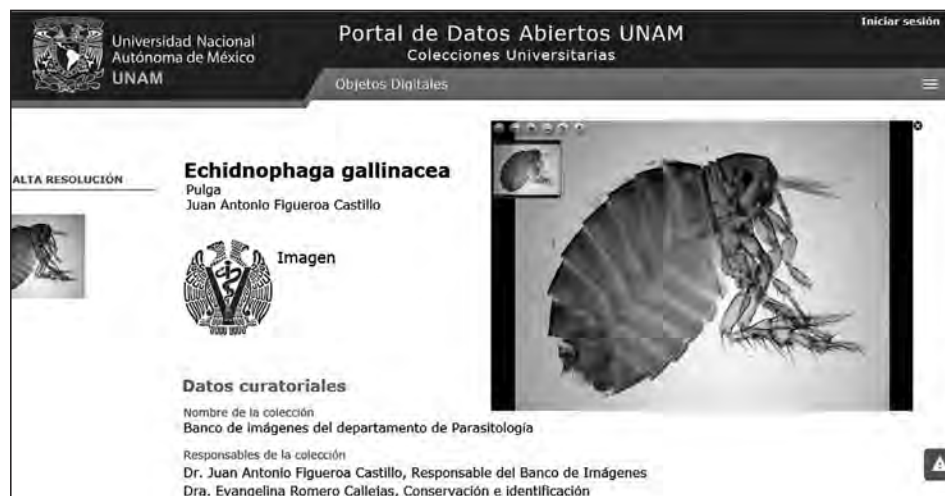 Universidad Nacional
Autónoma de México
UNAM
Portal de Datos Abiertos UNAM
Colecciones Universitarias
Iniciar sesión
Objetos Digitales
ALTA RESOLUCIÓN
Echidnophaga gallinacea
Pulga
Juan Antonio Figueroa Castillo
Imagen
Datos curatoriales
Nombre de la colección
Banco de imágenes del departamento de Parasitología
Responsables de la colección
Dr. Juan Antonio Figueroa Castillo, Responsable del Banco de Imágenes
Dra. Evangelina Romero Callejas, Conservación e identificación